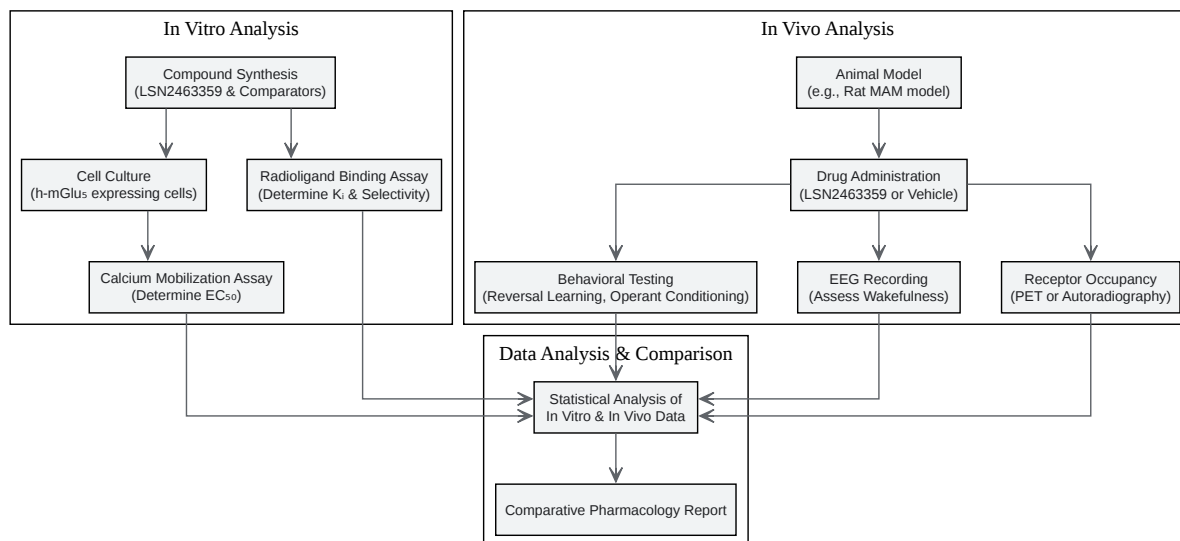 In Vitro Analysis
Compound Synthesis
(LSN2463359 & Comparators)
Cell Culture
(h-mGlu₅ expressing cells)
Radioligand Binding Assay
(Determine Kᵢ & Selectivity)
Calcium Mobilization Assay
(Determine EC₅₀)
In Vivo Analysis
Animal Model
(e.g., Rat MAM model)
Drug Administration
(LSN2463359 or Vehicle)
Behavioral Testing
(Reversal Learning, Operant Conditioning)
EEG Recording
(Assess Wakefulness)
Receptor Occupancy
(PET or Autoradiography)
Data Analysis & Comparison
Statistical Analysis of
In Vitro & In Vivo Data
Comparative Pharmacology Report